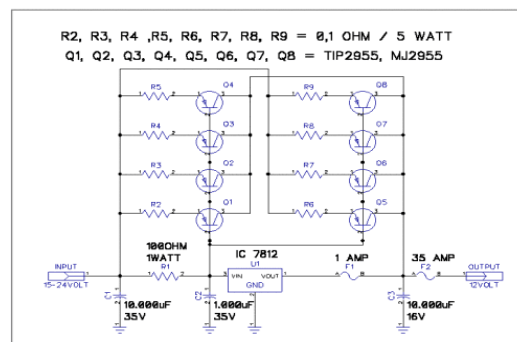 R2, R3, R4 ,R5, R6, R7, R8, R9 = 0,1 OHM / 5 WATT
Q1, Q2, Q3, Q4, Q5, Q6, Q7, Q8 = TIP2955, MJ2955
R5 Q4 R9 Q8
R4 Q3 R8 Q7
R3 Q2 R7 Q6
R2 Q1 R6 Q5
100OHM
1WATT
IC 7812
1 AMP
35 AMP
INPUT
15-24VOLT
R1
U1
VIN VOUT
GND
F1
F2
OUTPUT
12VOLT
C1
10.000uF
35V
C2
1.000uF
35V
C3
10.000uF
16V